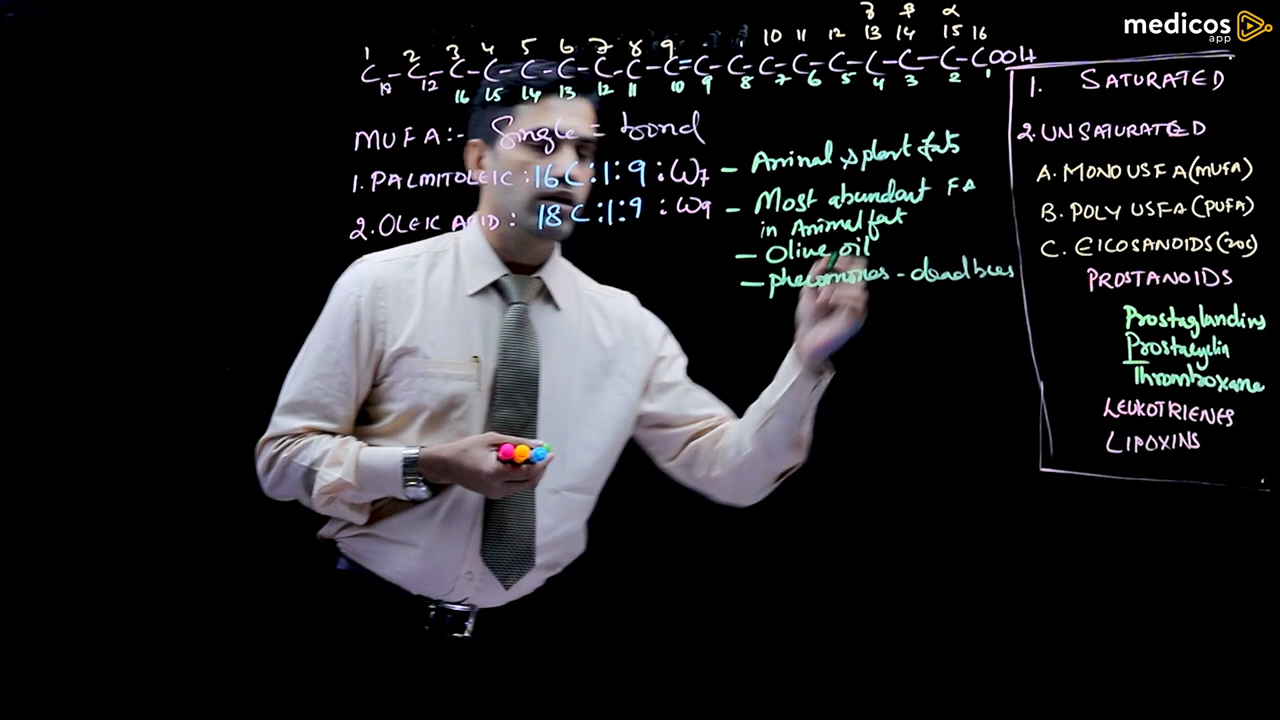 medicos
app
γ β α
1 2 3 4 5 6 7 8 9 10 11 12 13 14 15 16
C-C-C-C-C-C-C-C-C=C-C-C-C-C-C-C-C-COOH
18 17 16 15 14 13 12 11 10 9 8 7 6 5 4 3 2 1
MUFA:- Single = bond
1. PALMITOLEIC : 16C:1:9 : ω7 - Animal, plant fats
2. OLEIC ACID : 18C:1:9 : ω9 - Most abundant FA
in Animal fat
- Olive oil
- pheromones - dead bees
1. SATURATED
2. UNSATURATED
A. MONO USFA (MUFA)
B. POLY USFA (PUFA)
C. EICOSANOIDS (20C)
PROSTANOIDS
Prostaglandins
Prostacyclin
Thromboxane
LEUKOTRIENES
LIPOXINS